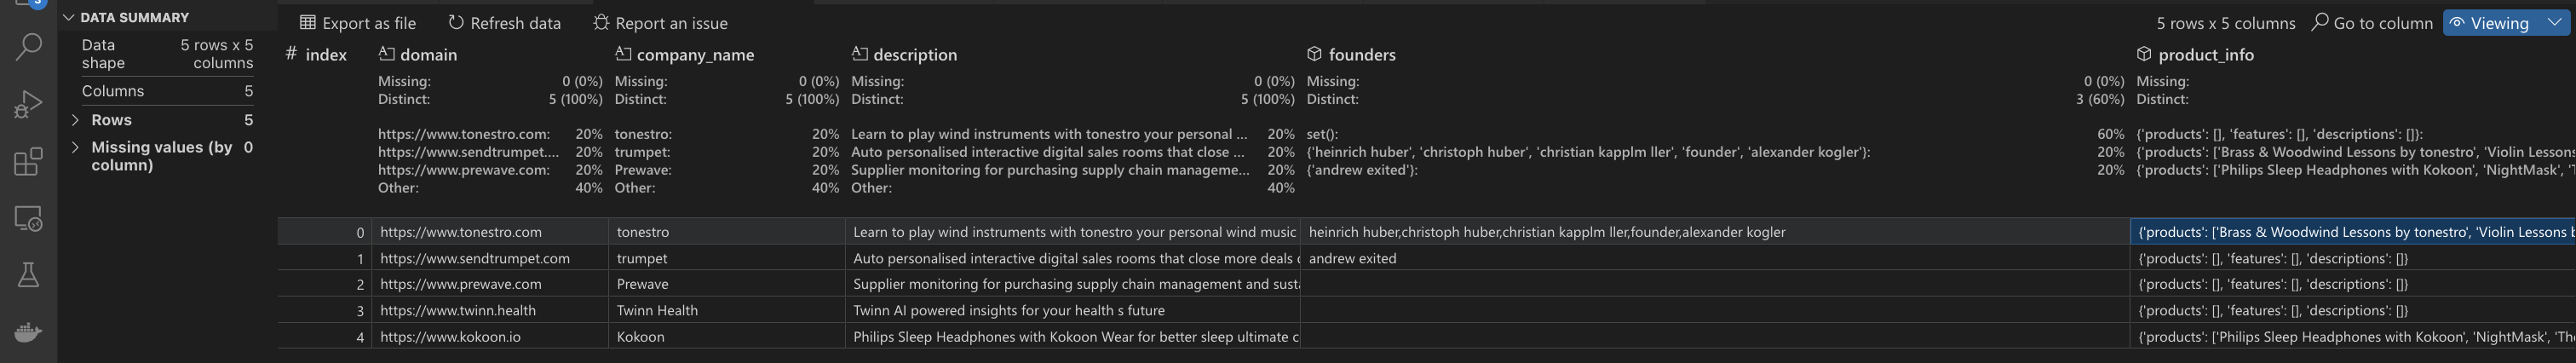 3
DATA SUMMARY
Data shape 5 rows x 5 columns
Columns 5
Rows 5
Missing values (by column) 0
Export as file Refresh data Report an issue 5 rows x 5 columns Go to column Viewing
# index domain company_name description founders product_info
Missing: 0 (0%) Missing: 0 (0%) Missing: 0 (0%) Missing: 0 (0%) Missing:
Distinct: 5 (100%) Distinct: 5 (100%) Distinct: 5 (100%) Distinct: 3 (60%) Distinct:
https://www.tonestro.com: 20% tonestro: 20% Learn to play wind instruments with tonestro your personal ... 20% set(): 60% {'products': [], 'features': [], 'descriptions': []}:
https://www.sendtrumpet.... 20% trumpet: 20% Auto personalised interactive digital sales rooms that close ... 20% {'heinrich huber', 'christoph huber', 'christian kapplm ller', 'founder', 'alexander kogler'}: 20% {'products': ['Brass & Woodwind Lessons by tonestro', 'Violin Lessons
https://www.prewave.com: 20% Prewave: 20% Supplier monitoring for purchasing supply chain manageme... 20% {'andrew exited'}: 20% {'products': ['Philips Sleep Headphones with Kokoon', 'NightMask', 'T
Other: 40% Other: 40% Other: 40%
0 https://www.tonestro.com tonestro Learn to play wind instruments with tonestro your personal wind music heinrich huber,christoph huber,christian kapplm ller,founder,alexander kogler {'products': ['Brass & Woodwind Lessons by tonestro', 'Violin Lessons b
1 https://www.sendtrumpet.com trumpet Auto personalised interactive digital sales rooms that close more deals andrew exited {'products': [], 'features': [], 'descriptions': []}
2 https://www.prewave.com Prewave Supplier monitoring for purchasing supply chain management and sust {'products': [], 'features': [], 'descriptions': []}
3 https://www.twinn.health Twinn Health Twinn AI powered insights for your health s future {'products': [], 'features': [], 'descriptions': []}
4 https://www.kokoon.io Kokoon Philips Sleep Headphones with Kokoon Wear for better sleep ultimate c {'products': ['Philips Sleep Headphones with Kokoon', 'NightMask', 'Th